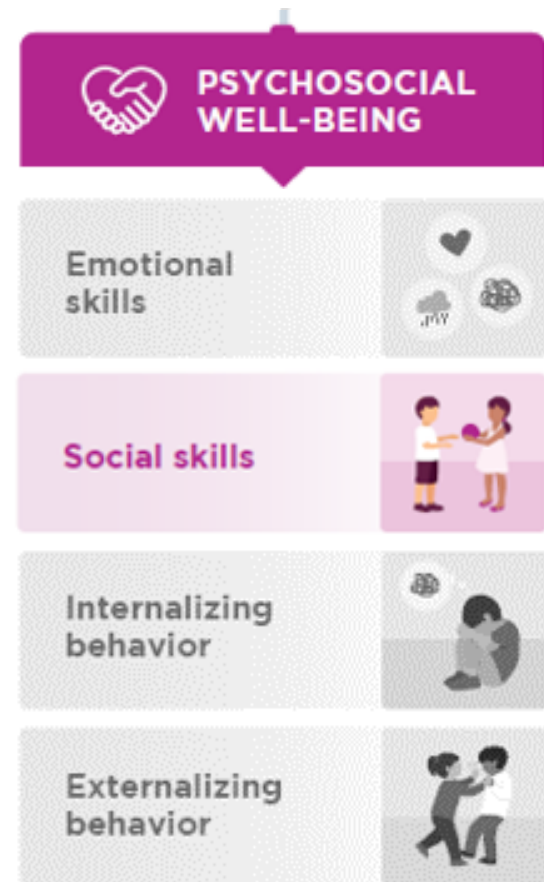 PSYCHOSOCIAL
WELL-BEING
Emotional
skills
Social skills
Internalizing
behavior
Externalizing
behavior